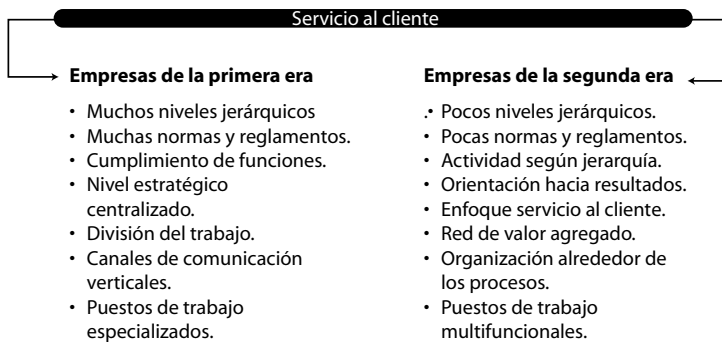 Servicio al cliente
Empresas de la primera era
• Muchos niveles jerárquicos
• Muchas normas y reglamentos.
• Cumplimiento de funciones.
• Nivel estratégico
centralizado.
• División del trabajo.
• Canales de comunicación
verticales.
• Puestos de trabajo
especializados.
Empresas de la segunda era
.• Pocos niveles jerárquicos.
• Pocas normas y reglamentos.
• Actividad según jerarquía.
• Orientación hacia resultados.
• Enfoque servicio al cliente.
• Red de valor agregado.
• Organización alrededor de
los procesos.
• Puestos de trabajo
multifuncionales.